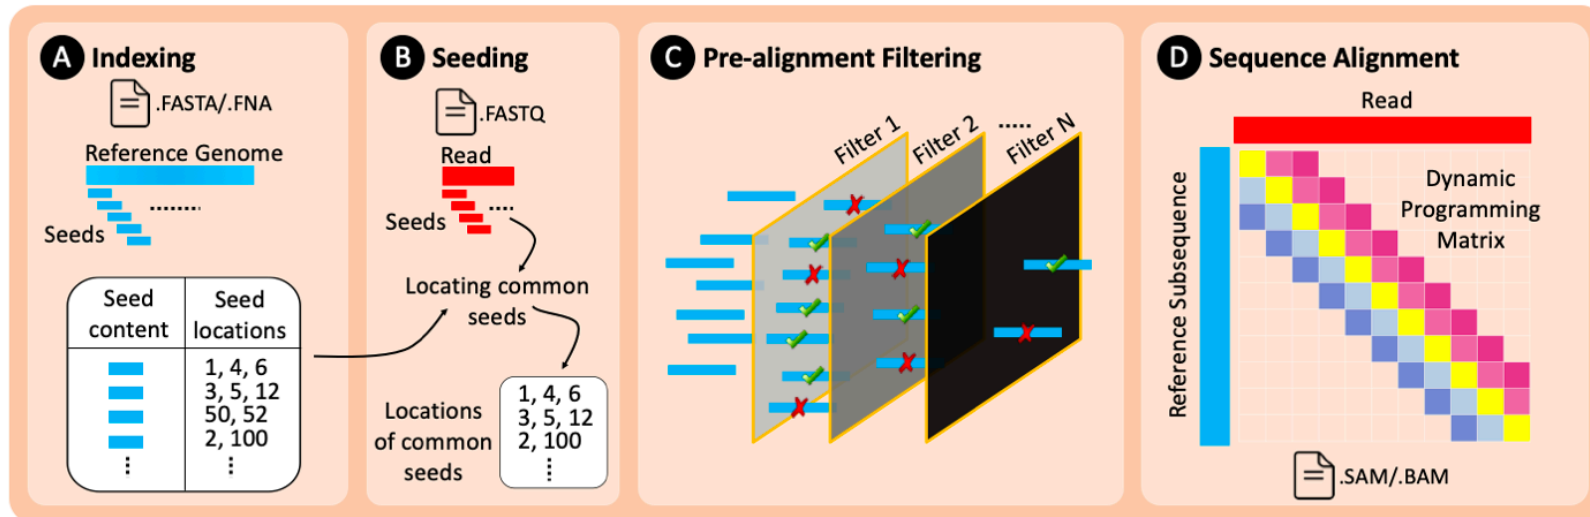 A Indexing
.FASTA/.FNA
Reference Genome
........
Seeds
Seed content
Seed locations
1, 4, 6
3, 5, 12
50, 52
2, 100
⋮
⋮
B Seeding
.FASTQ
Read
....
Seeds
Locating common
seeds
Locations
of common
seeds
1, 4, 6
3, 5, 12
2, 100
⋮
C Pre-alignment Filtering
Filter 1
Filter 2
.....
Filter N
D Sequence Alignment
Read
Reference Subsequence
Dynamic
Programming
Matrix
.SAM/.BAM